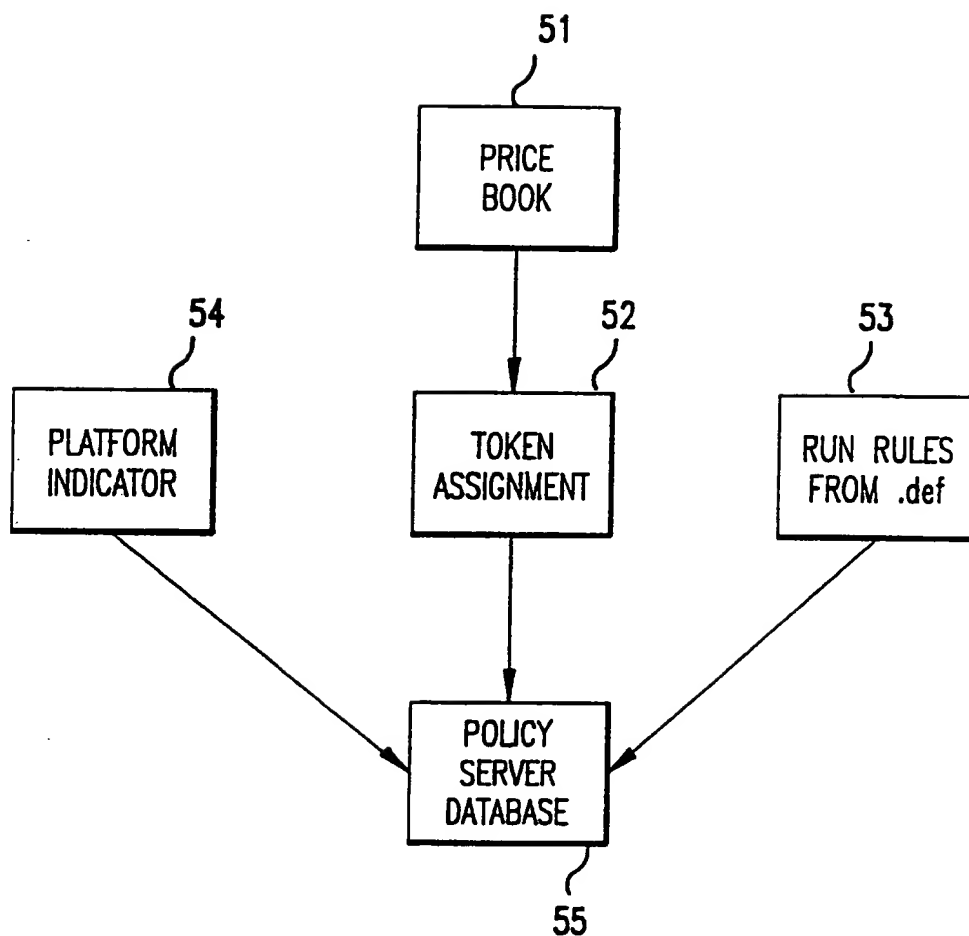 51
PRICE
BOOK
54
52
53
PLATFORM
INDICATOR
TOKEN
ASSIGNMENT
RUN RULES
FROM .def
POLICY
SERVER
DATABASE
55